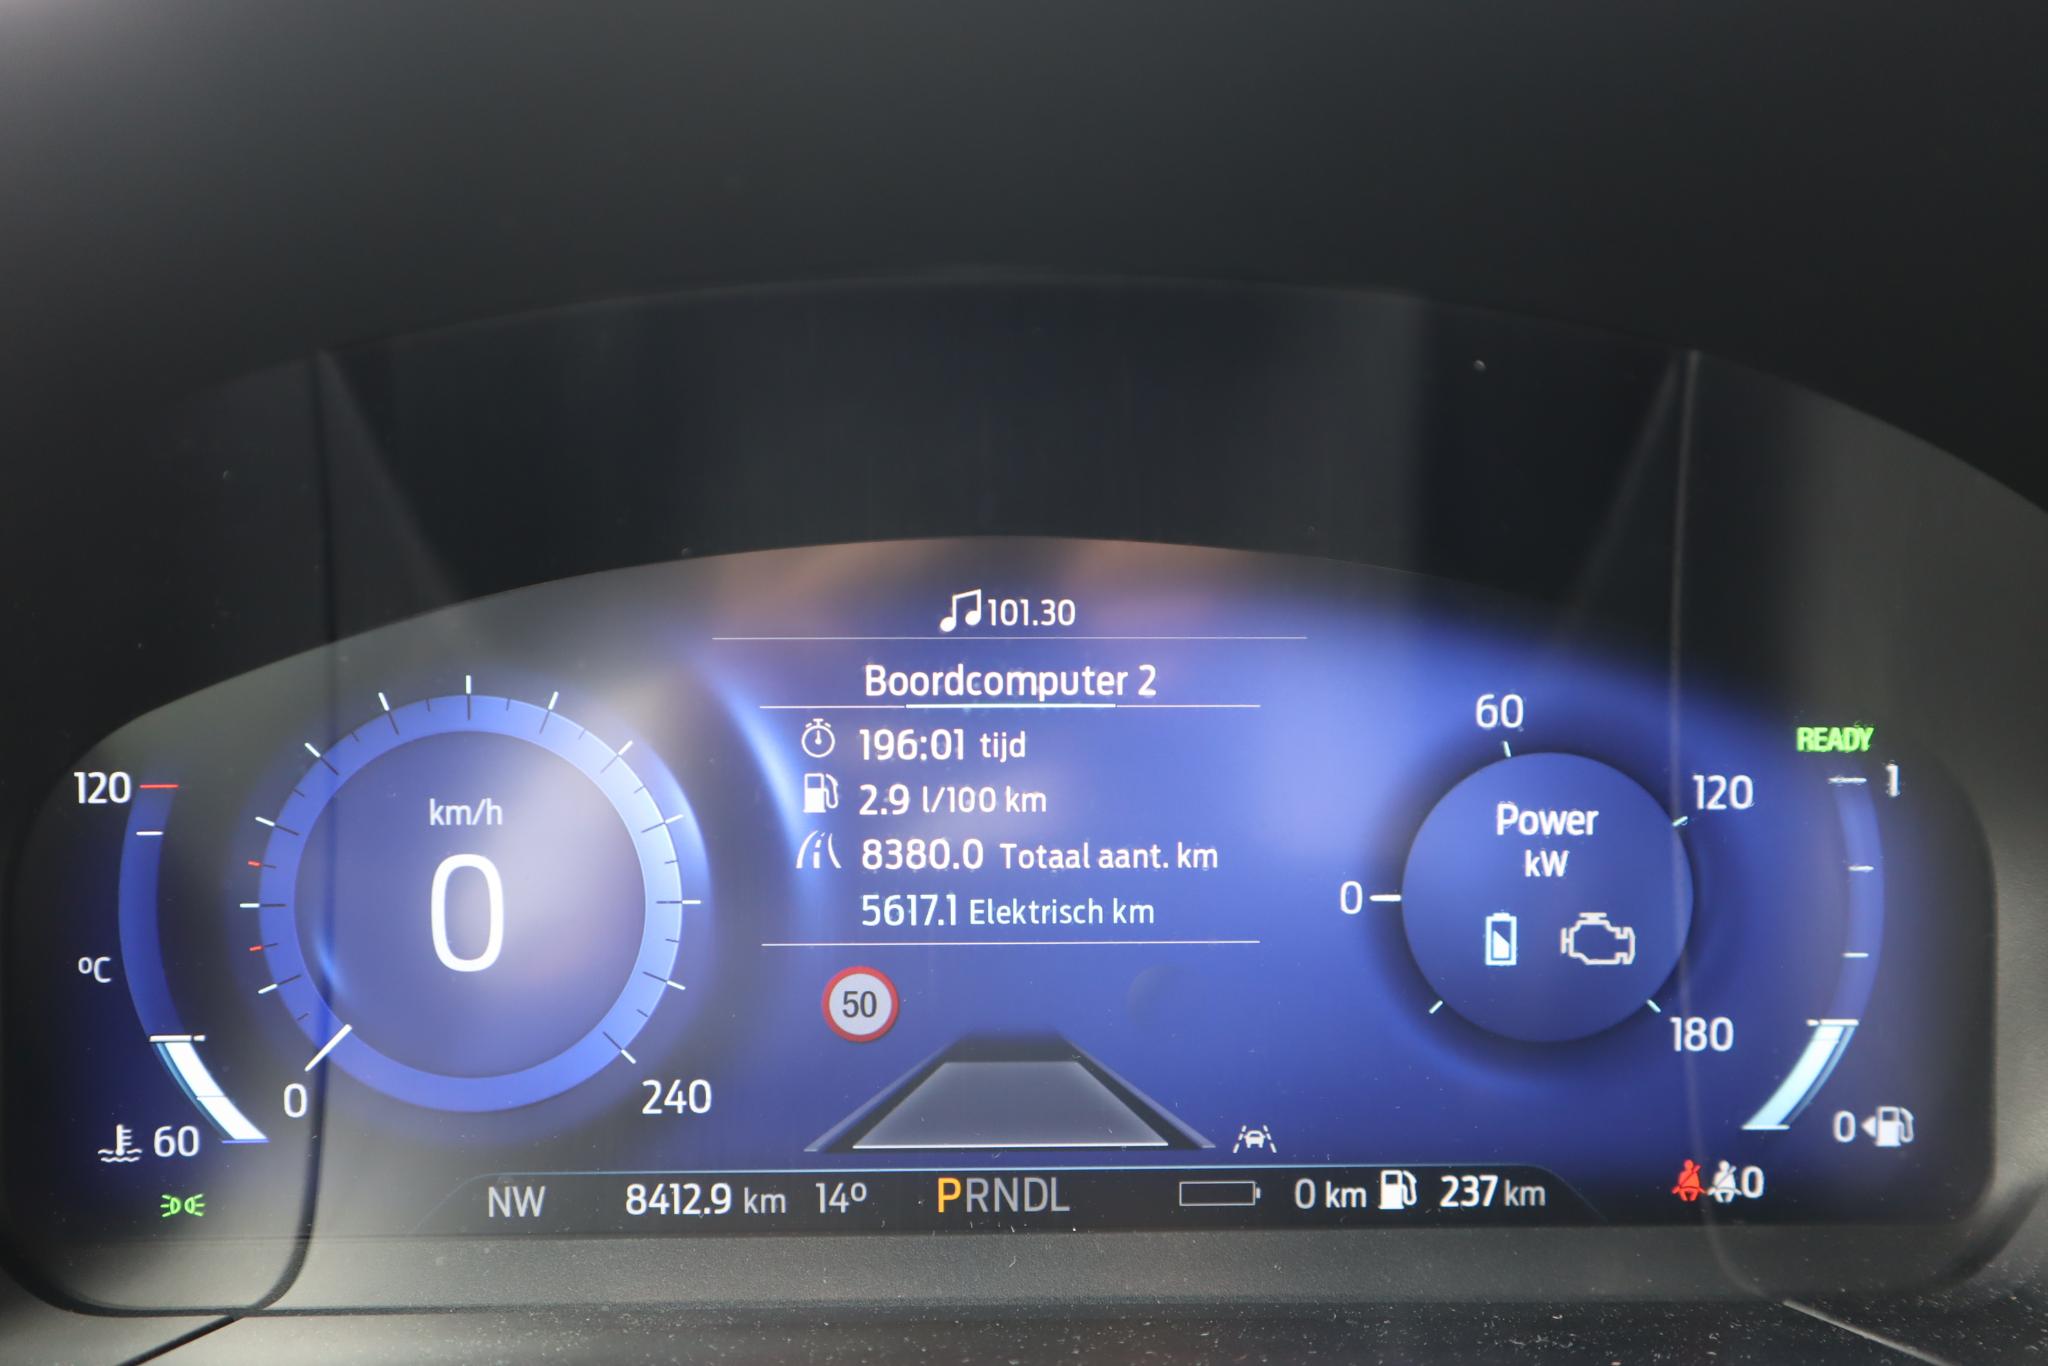 101.30
Boordcomputer 2
196:01 tijd
2.9 l/100 km
8380.0 Totaal aant. km
5617.1 Elektrisch km
120
°C
60
km/h
0
0
240
50
60
120
Power
kW
0
180
READY
1
0
NW 8412.9 km 14° PRNDL 0 km 237 km
0